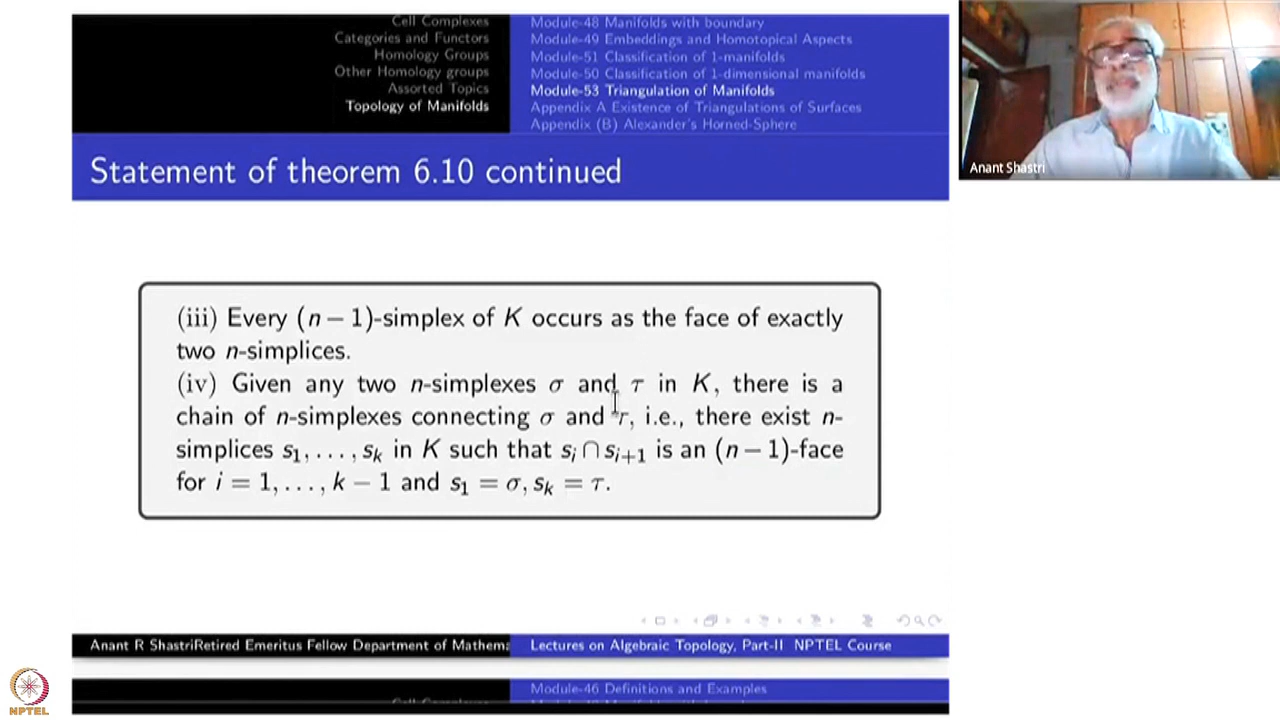 Cell Complexes
Categories and Functors
Homology Groups
Other Homology groups
Assorted Topics
Topology of Manifolds
Module-48 Manifolds with boundary
Module-49 Embeddings and Homotopical Aspects
Module-51 Classification of 1-manifolds
Module-50 Classification of 1-dimensional manifolds
Module-53 Triangulation of Manifolds
Appendix A Existence of Triangulations of Surfaces
Appendix (B) Alexander's Horned-Sphere
Anant Shastri
Statement of theorem 6.10 continued
(iii) Every (n − 1)-simplex of K occurs as the face of exactly
two n-simplices.
(iv) Given any two n-simplexes σ and τ in K, there is a
chain of n-simplexes connecting σ and τ, i.e., there exist n-
simplices s₁, . . . , sₖ in K such that sᵢ ∩ sᵢ₊₁ is an (n − 1)-face
for i = 1, . . . , k − 1 and s₁ = σ, sₖ = τ.
Anant R ShastriRetired Emeritus Fellow Department of Mathema
Lectures on Algebraic Topology, Part-II NPTEL Course
Module-46 Definitions and Examples
NPTEL